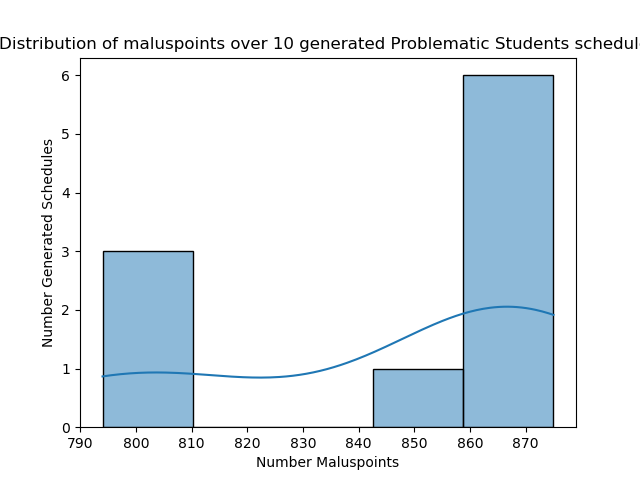 Distribution of maluspoints over 10 generated Problematic Students schedul
6
5
4
3
2
1
0
Number Generated Schedules
790 800 810 820 830 840 850 860 870
Number Maluspoints